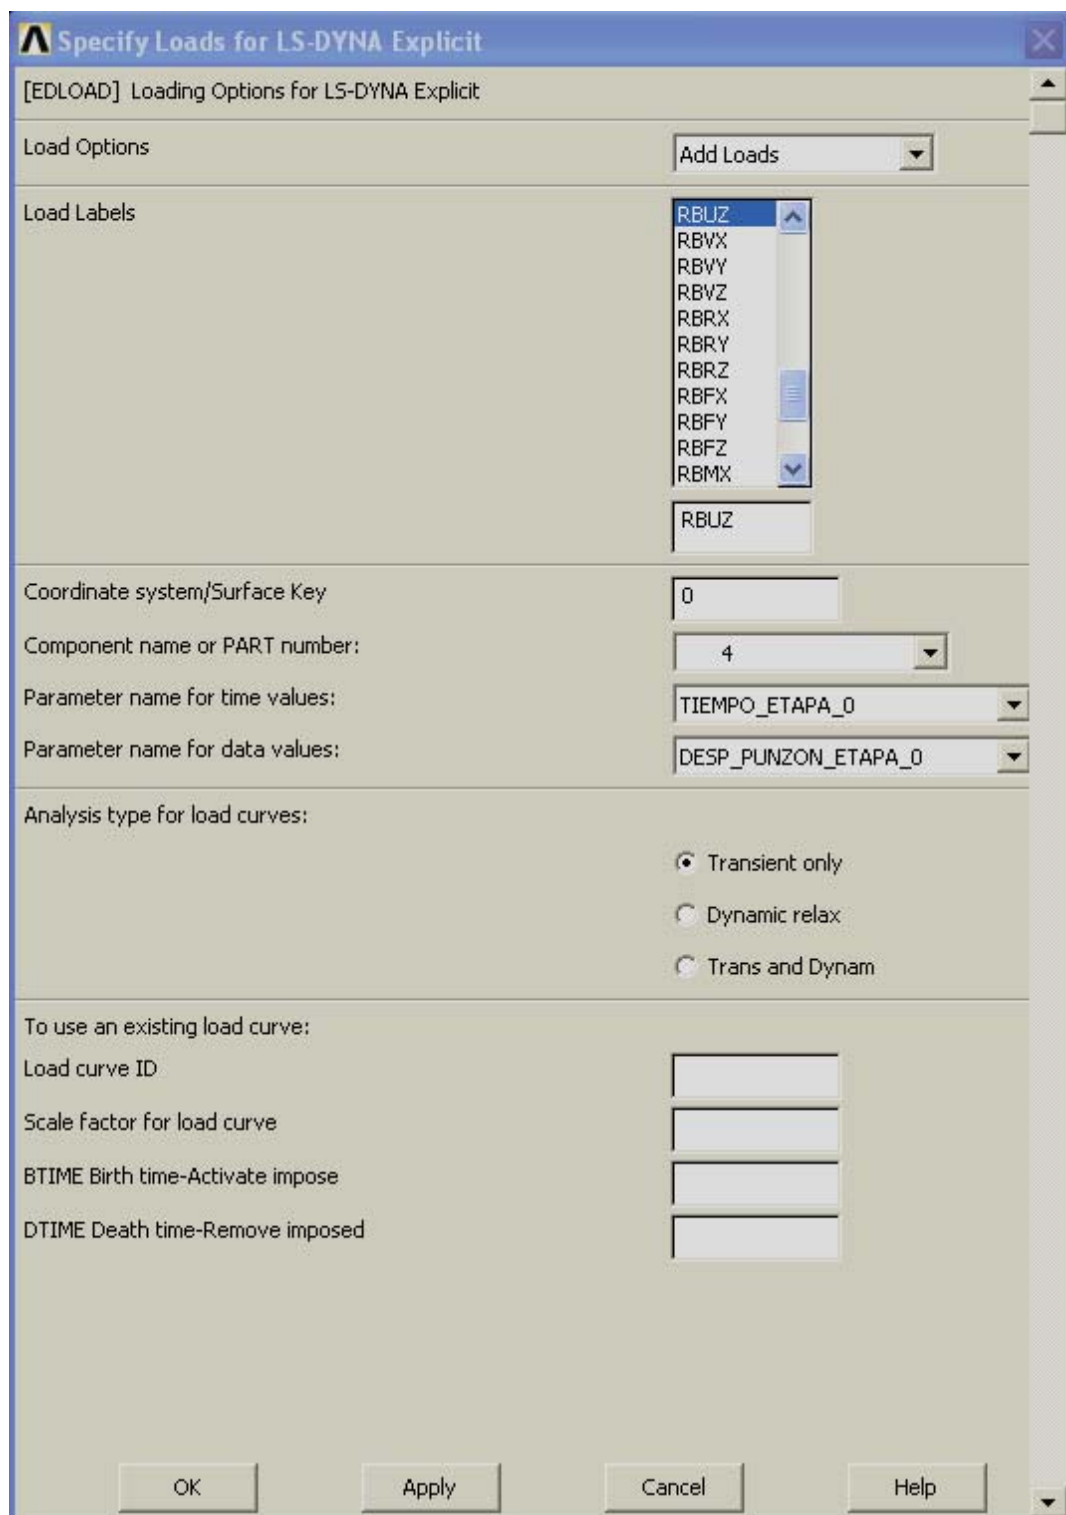 Specify Loads for LS-DYNA Explicit
[EDLOAD] Loading Options for LS-DYNA Explicit
Load Options Add Loads
Load Labels RBUZ
RBVX
RBVY
RBVZ
RBRX
RBRY
RBRZ
RBFX
RBFY
RBFZ
RBMX
RBUZ
Coordinate system/Surface Key 0
Component name or PART number: 4
Parameter name for time values: TIEMPO_ETAPA_0
Parameter name for data values: DESP_PUNZON_ETAPA_0
Analysis type for load curves:
Transient only
Dynamic relax
Trans and Dynam
To use an existing load curve:
Load curve ID
Scale factor for load curve
BTIME Birth time-Activate impose
DTIME Death time-Remove imposed
OK Apply Cancel Help